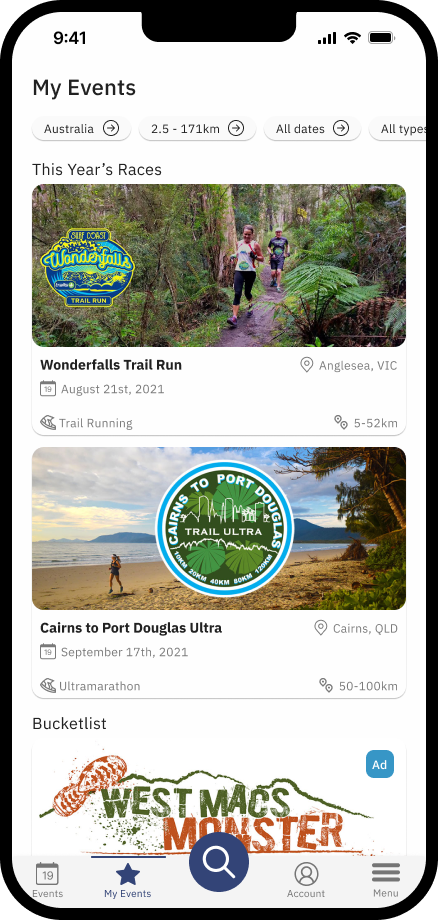 9:41
My Events
Australia
2.5 - 171km
All dates
All types
This Year's Races
SURF COAST
Wonderfalls
TRAIL RUN
Wonderfalls Trail Run
Anglesea, VIC
19
August 21st, 2021
Trail Running
5-52km
CAIRNS TO PORT DOUGLAS
TRAIL ULTRA
10KM 20KM 40KM 80KM 120KM
Cairns to Port Douglas Ultra
Cairns, QLD
19
September 17th, 2021
Ultramarathon
50-100km
Bucketlist
Ad
WEST MACS
MONSTER
19
Events
My Events
Account
Menu